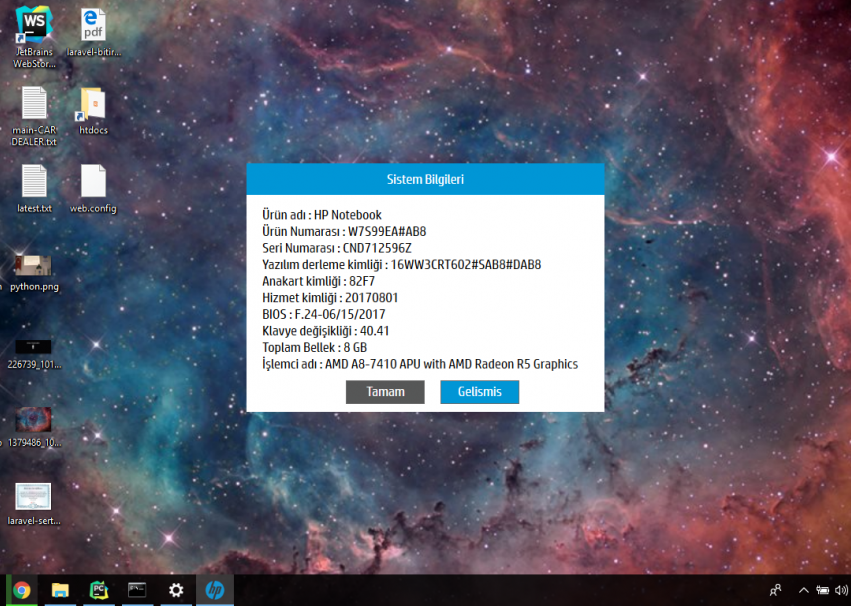 WS
JetBrains
WebStor...
pdf
laravel-bitir...
main-CAR
DEALER.txt
htdocs
latest.txt
web.config
python.png
226739_101...
1379486_10...
laravel-sert...
Sistem Bilgileri
Ürün adı : HP Notebook
Ürün Numarası : W7S99EA#AB8
Seri Numarası : CND712596Z
Yazılım derleme kimliği : 16WW3CRT602#SAB8#DAB8
Anakart kimliği : 82F7
Hizmet kimliği : 20170801
BIOS : F.24-06/15/2017
Klavye değişikliği : 40.41
Toplam Bellek : 8 GB
İşlemci adı : AMD A8-7410 APU with AMD Radeon R5 Graphics
Tamam
Gelismis
PC
hp